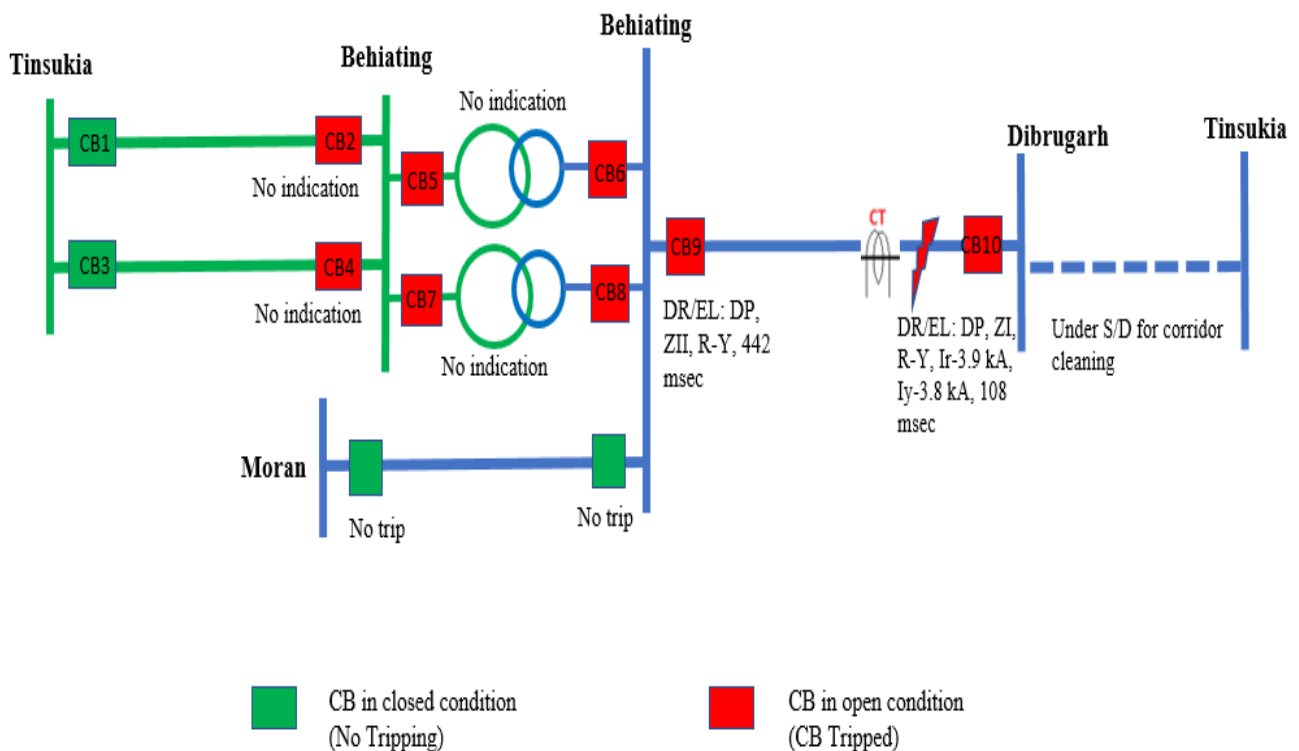 Behiating
Tinsukia
Behiating
No indication
Dibrugarh
Tinsukia
CB1
CB2
No indication
CB5
CB6
CT
CB9
CB10
CB3
CB4
No indication
CB7
CB8
No indication
DR/EL: DP,
ZII, R-Y, 442
msec
DR/EL: DP, ZI,
R-Y, Ir-3.9 kA,
Iy-3.8 kA, 108
msec
Under S/D for corridor
cleaning
Moran
No trip
No trip
CB in closed condition
(No Tripping)
CB in open condition
(CB Tripped)